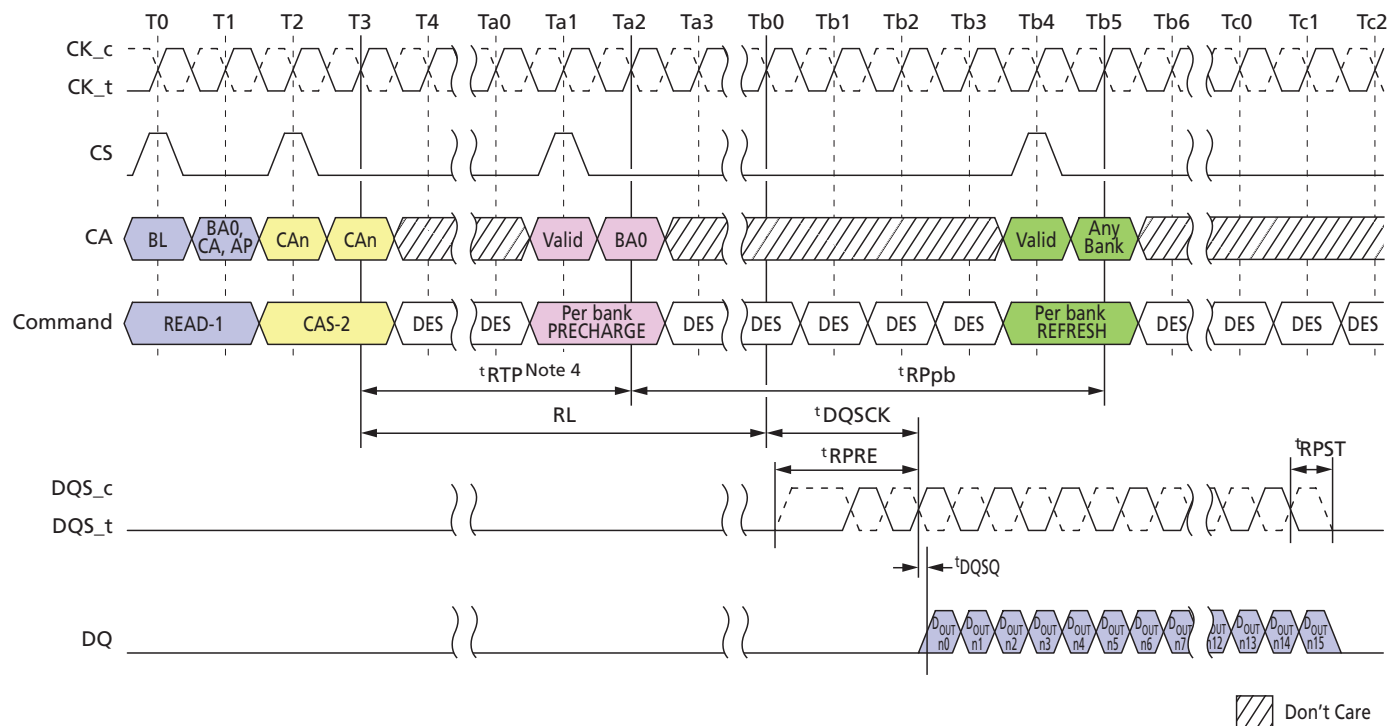 T0 T1 T2 T3 T4 Ta0 Ta1 Ta2 Ta3 Tb0 Tb1 Tb2 Tb3 Tb4 Tb5 Tb6 Tc0 Tc1 Tc2
CK_c
CK_t
CS
CA BL BA0, CA, AP CAn CAn Valid BA0 Valid Any Bank
Command READ-1 CAS-2 DES DES Per bank PRECHARGE DES DES DES DES DES Per bank REFRESH DES DES DES DES
tRTP Note 4 tRPpb
RL tDQSCK
tRPRE tRPST
DQS_c
DQS_t
tDQSQ
DQ DOUT n0 DOUT n1 DOUT n2 DOUT n3 DOUT n4 DOUT n5 DOUT n6 DOUT n7 DOUT n12 DOUT n13 DOUT n14 DOUT n15
Don't Care